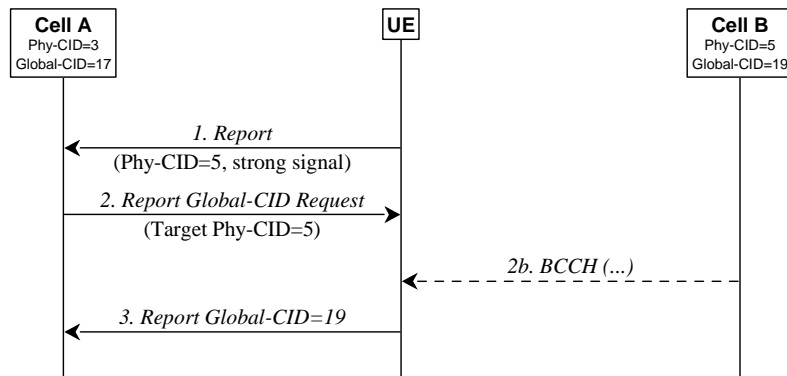 Cell A
Phy-CID=3
Global-CID=17
UE
Cell B
Phy-CID=5
Global-CID=19
1. Report
(Phy-CID=5, strong signal)
2. Report Global-CID Request
(Target Phy-CID=5)
2b. BCCH (...)
3. Report Global-CID=19